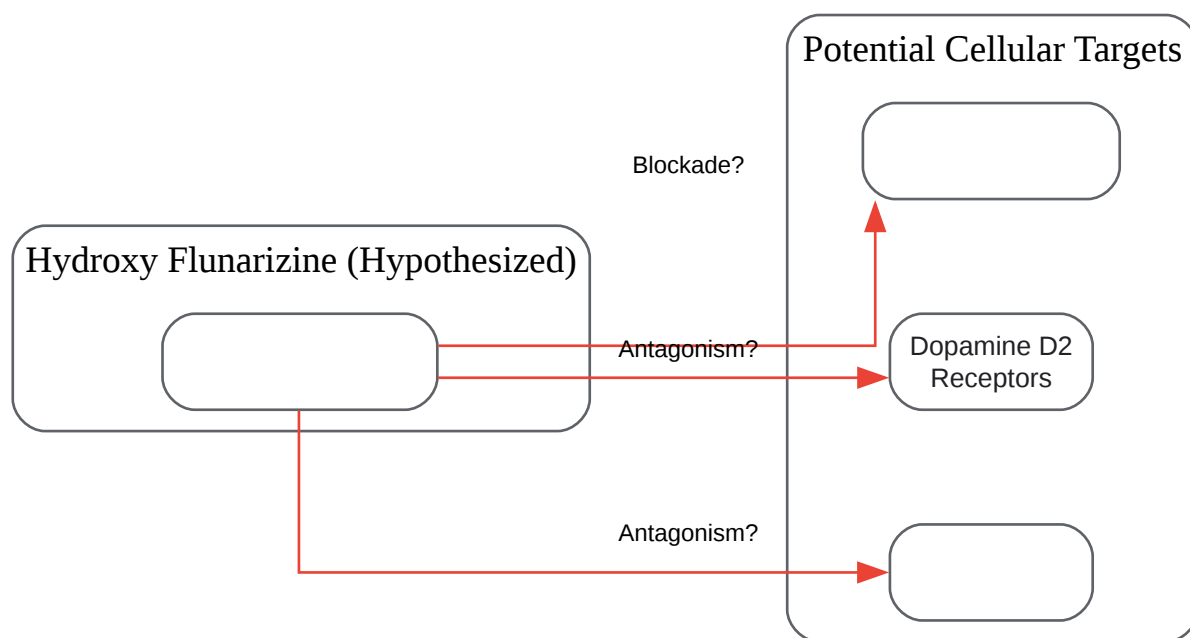 Potential Cellular Targets
Blockade?
Hydroxy Flunarizine (Hypothesized)
Antagonism?
Dopamine D2
Receptors
Antagonism?